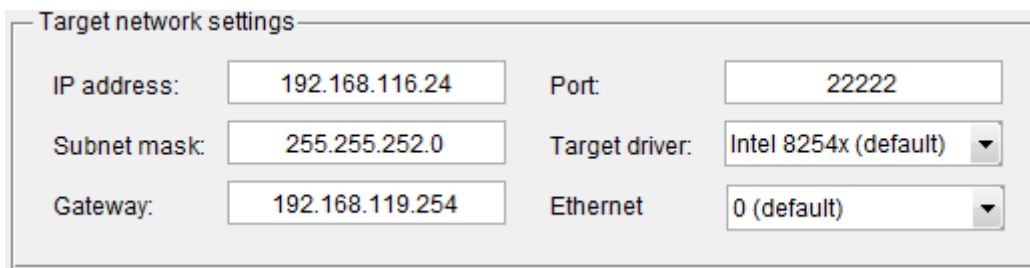 Target network settings
IP address: 192.168.116.24 Port: 22222
Subnet mask: 255.255.252.0 Target driver: Intel 8254x (default)
Gateway: 192.168.119.254 Ethernet 0 (default)